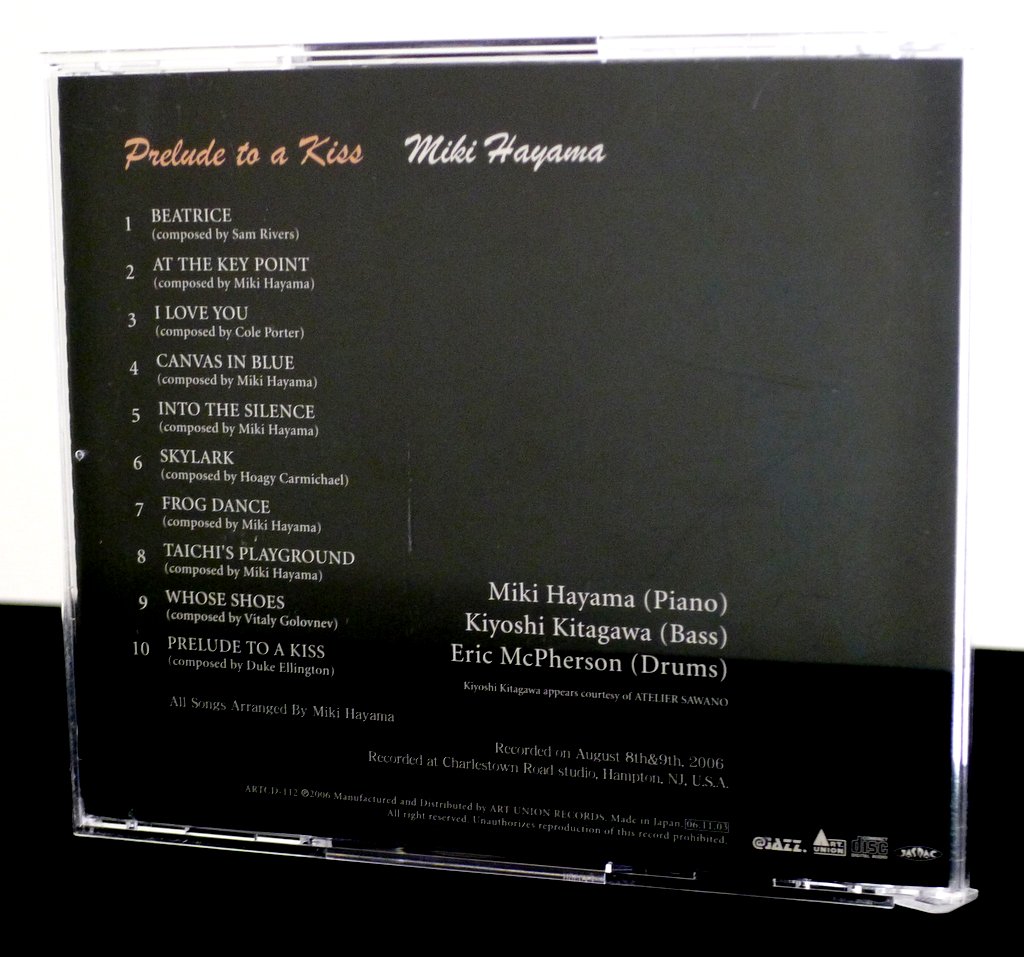 Prelude to a Kiss Miki Hayama
1 BEATRICE
(composed by Sam Rivers)
2 AT THE KEY POINT
(composed by Miki Hayama)
3 I LOVE YOU
(composed by Cole Porter)
4 CANVAS IN BLUE
(composed by Miki Hayama)
5 INTO THE SILENCE
(composed by Miki Hayama)
6 SKYLARK
(composed by Hoagy Carmichael)
7 FROG DANCE
(composed by Miki Hayama)
8 TAICHI'S PLAYGROUND
(composed by Miki Hayama)
9 WHOSE SHOES
(composed by Vitaly Golovnev)
10 PRELUDE TO A KISS
(composed by Duke Ellington)
All Songs Arranged By Miki Hayama
Miki Hayama (Piano)
Kiyoshi Kitagawa (Bass)
Eric McPherson (Drums)
Kiyoshi Kitagawa appears courtesy of ATELIER SAWANO
Recorded on August 8th&9th, 2006
Recorded at Charlestown Road studio, Hampton, NJ, U.S.A.
ARTCD-112 ℗2006 Manufactured and Distributed by ART UNION RECORDS. Made in Japan. 06.11.03
All right reserved. Unauthorizes reproduction of this record prohibited.
@JAZZ.
ART UNION
disc
DIGITAL AUDIO
JASRAC